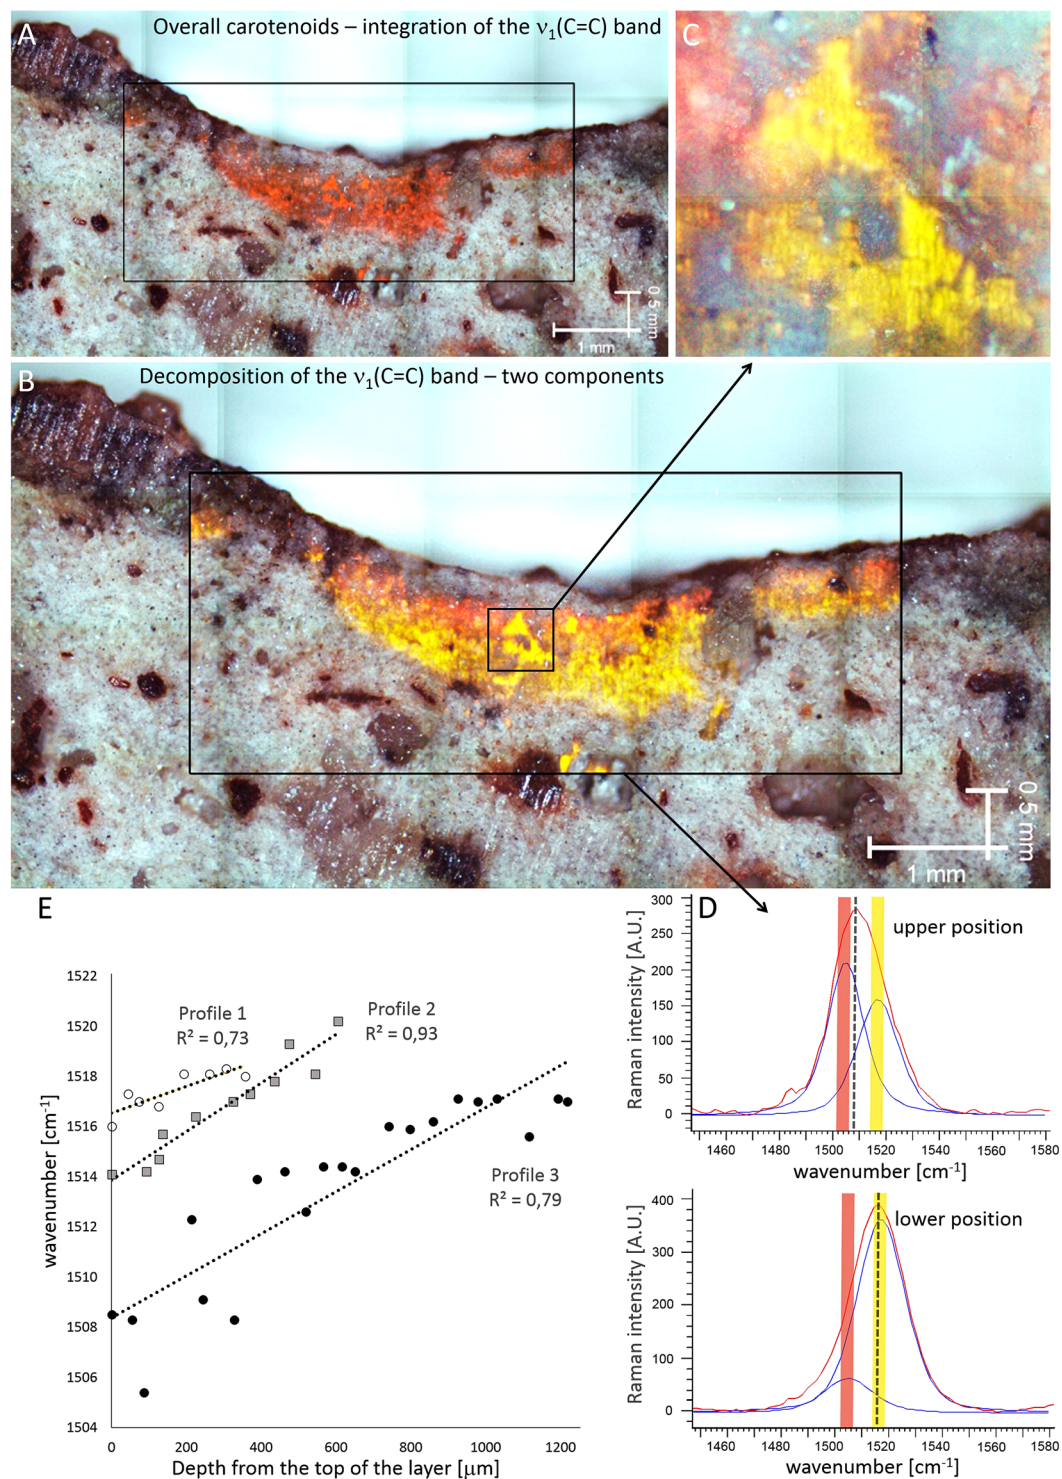 A
Overall carotenoids – integration of the ν1(C=C) band
C
0.5 mm
1 mm
B
Decomposition of the ν1(C=C) band – two components
0.5 mm
1 mm
E
1522
1520
1518
1516
1514
1512
1510
1508
1506
1504
wavenumber [cm-1]
Profile 1
R² = 0,73
Profile 2
R² = 0,93
Profile 3
R² = 0,79
0 200 400 600 800 1000 1200
Depth from the top of the layer [μm]
D
upper position
300
250
200
150
100
50
0
Raman intensity [A.U.]
1460 1480 1500 1520 1540 1560 1580
wavenumber [cm-1]
lower position
400
300
200
100
0
Raman intensity [A.U.]
1460 1480 1500 1520 1540 1560 1580
wavenumber [cm-1]